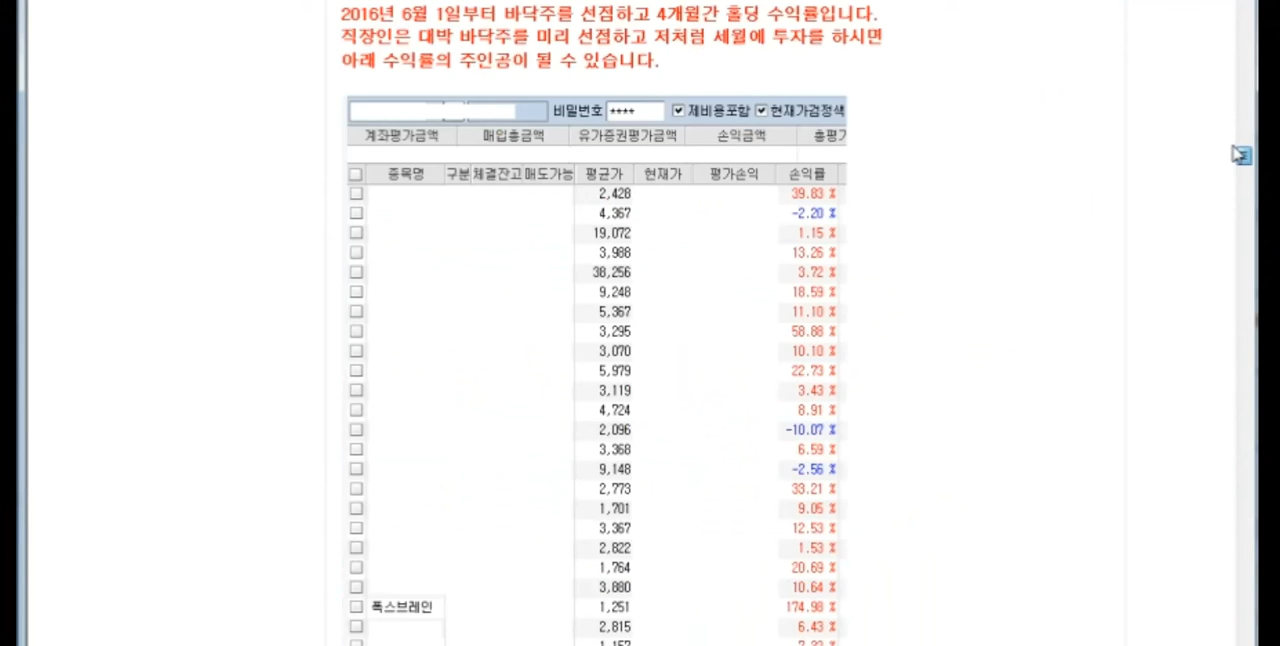 2016년 6월 1일부터 바닥주를 선점하고 4개월간 홀딩 수익률입니다.
직장인은 대박 바닥주를 미리 선점하고 저처럼 세월에 투자를 하시면
아래 수익률의 주인공이 될 수 있습니다.
비밀번호 **** 제비용포함 현재가검정색
계좌평가금액 매입총금액 유가증권평가금액 손익금액 총평가
종목명 구분 체결잔고 매도가능 평균가 현재가 평가손익 손익률
2,428 39.83 %
4,367 -2.20 %
19,072 1.15 %
3,988 13.26 %
38,256 3.72 %
9,248 18.59 %
5,367 11.10 %
3,295 58.88 %
3,070 10.10 %
5,979 22.73 %
3,119 3.43 %
4,724 8.91 %
2,096 -10.07 %
3,368 6.59 %
9,148 -2.56 %
2,773 33.21 %
1,701 9.05 %
3,367 12.53 %
2,822 1.53 %
1,764 20.69 %
3,880 10.64 %
폭스브레인 1,251 174.98 %
2,815 6.43 %